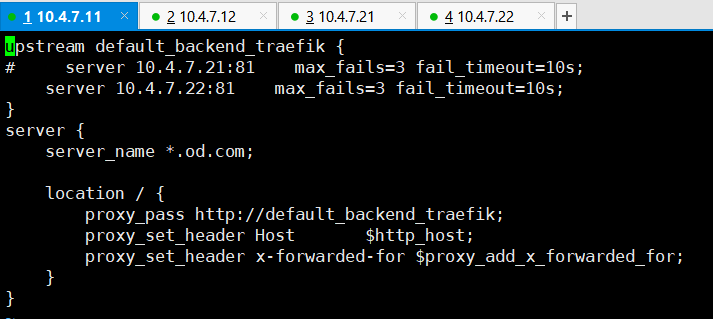 1 10.4.7.11 × 2 10.4.7.12 × 3 10.4.7.21 × 4 10.4.7.22 × +
upstream default_backend_traefik {
#     server 10.4.7.21:81    max_fails=3 fail_timeout=10s;
    server 10.4.7.22:81    max_fails=3 fail_timeout=10s;
}
server {
    server_name *.od.com;

    location / {
        proxy_pass http://default_backend_traefik;
        proxy_set_header Host       $http_host;
        proxy_set_header x-forwarded-for $proxy_add_x_forwarded_for;
    }
}